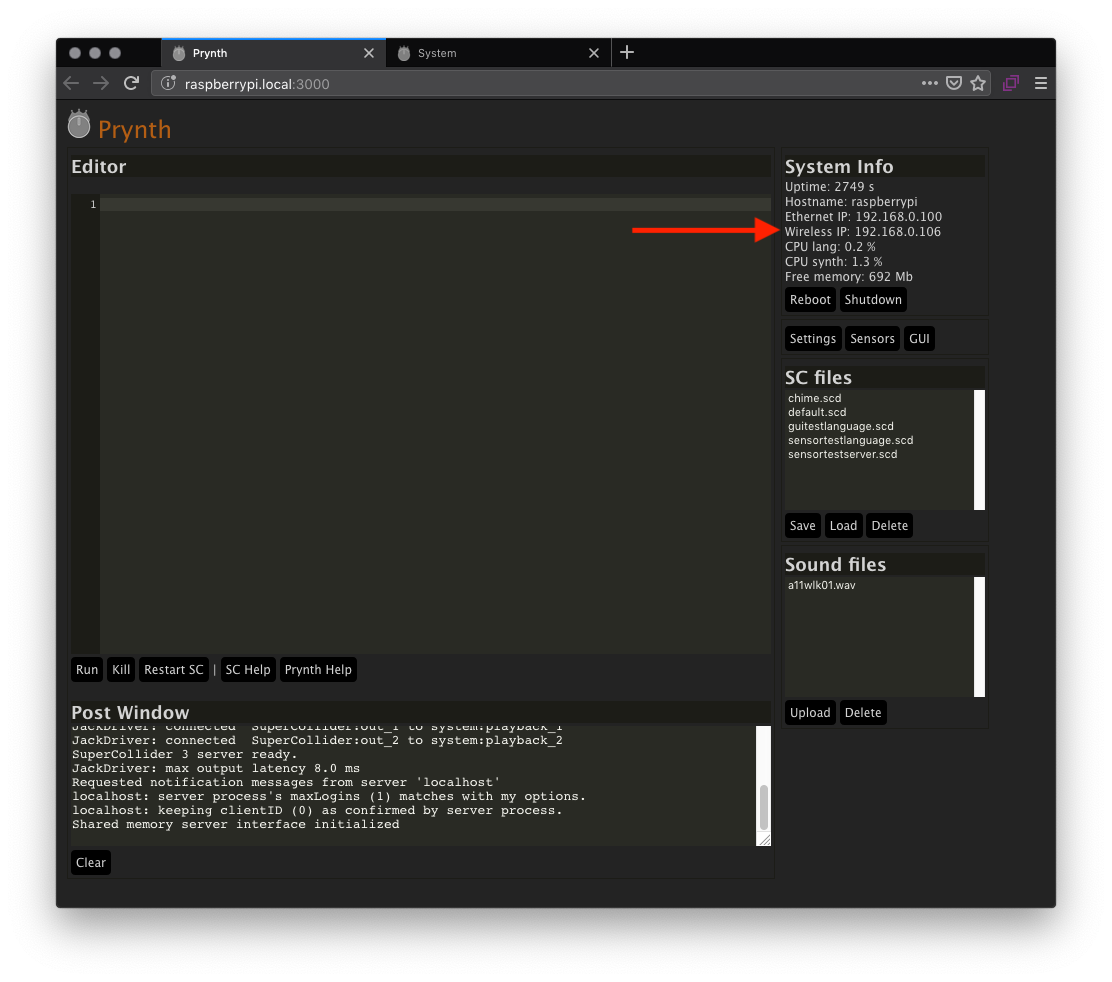 Prynth
System
raspberrypi.local:3000
Prynth
Editor
1
Run Kill Restart SC | SC Help Prynth Help
Post Window
JackDriver: connected  SuperCollider:out_1 to system:playback_1
JackDriver: connected  SuperCollider:out_2 to system:playback_2
SuperCollider 3 server ready.
JackDriver: max output latency 8.0 ms
Requested notification messages from server 'localhost'
localhost: server process's maxLogins (1) matches with my options.
localhost: keeping clientID (0) as confirmed by server process.
Shared memory server interface initialized
Clear
System Info
Uptime: 2749 s
Hostname: raspberrypi
Ethernet IP: 192.168.0.100
Wireless IP: 192.168.0.106
CPU lang: 0.2 %
CPU synth: 1.3 %
Free memory: 692 Mb
Reboot Shutdown
Settings Sensors GUI
SC files
chime.scd
default.scd
guitestlanguage.scd
sensortestlanguage.scd
sensortestserver.scd
Save Load Delete
Sound files
a11wlk01.wav
Upload Delete